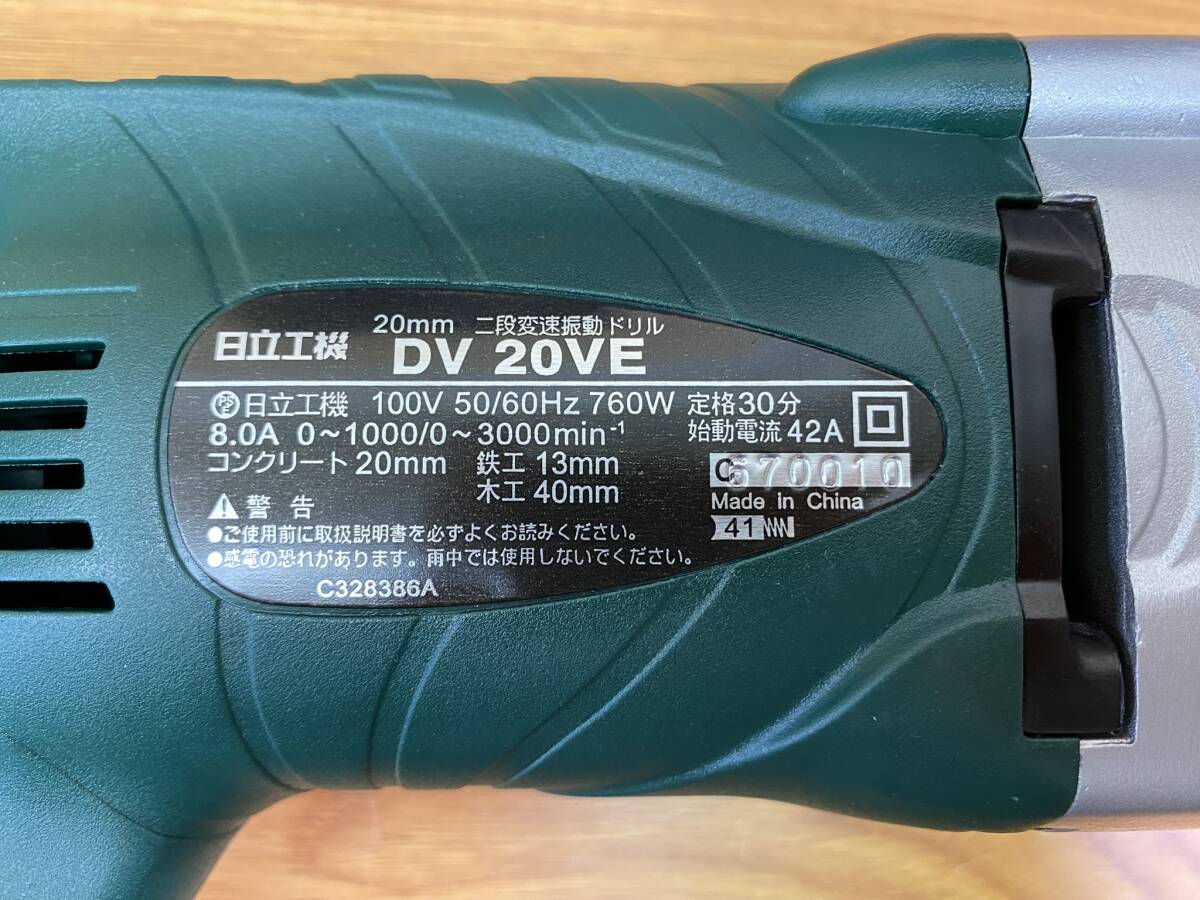 20mm 二段変速振動ドリル
日立工機 DV 20VE
PSE 日立工機 100V 50/60Hz 760W 定格30分
8.0A 0～1000/0～3000min⁻¹ 始動電流 42A
コンクリート 20mm 鉄工 13mm
木工 40mm
C670010
Made in China
41
警告
●ご使用前に取扱説明書を必ずよくお読みください。
●感電の恐れがあります。雨中では使用しないでください。
C328386A